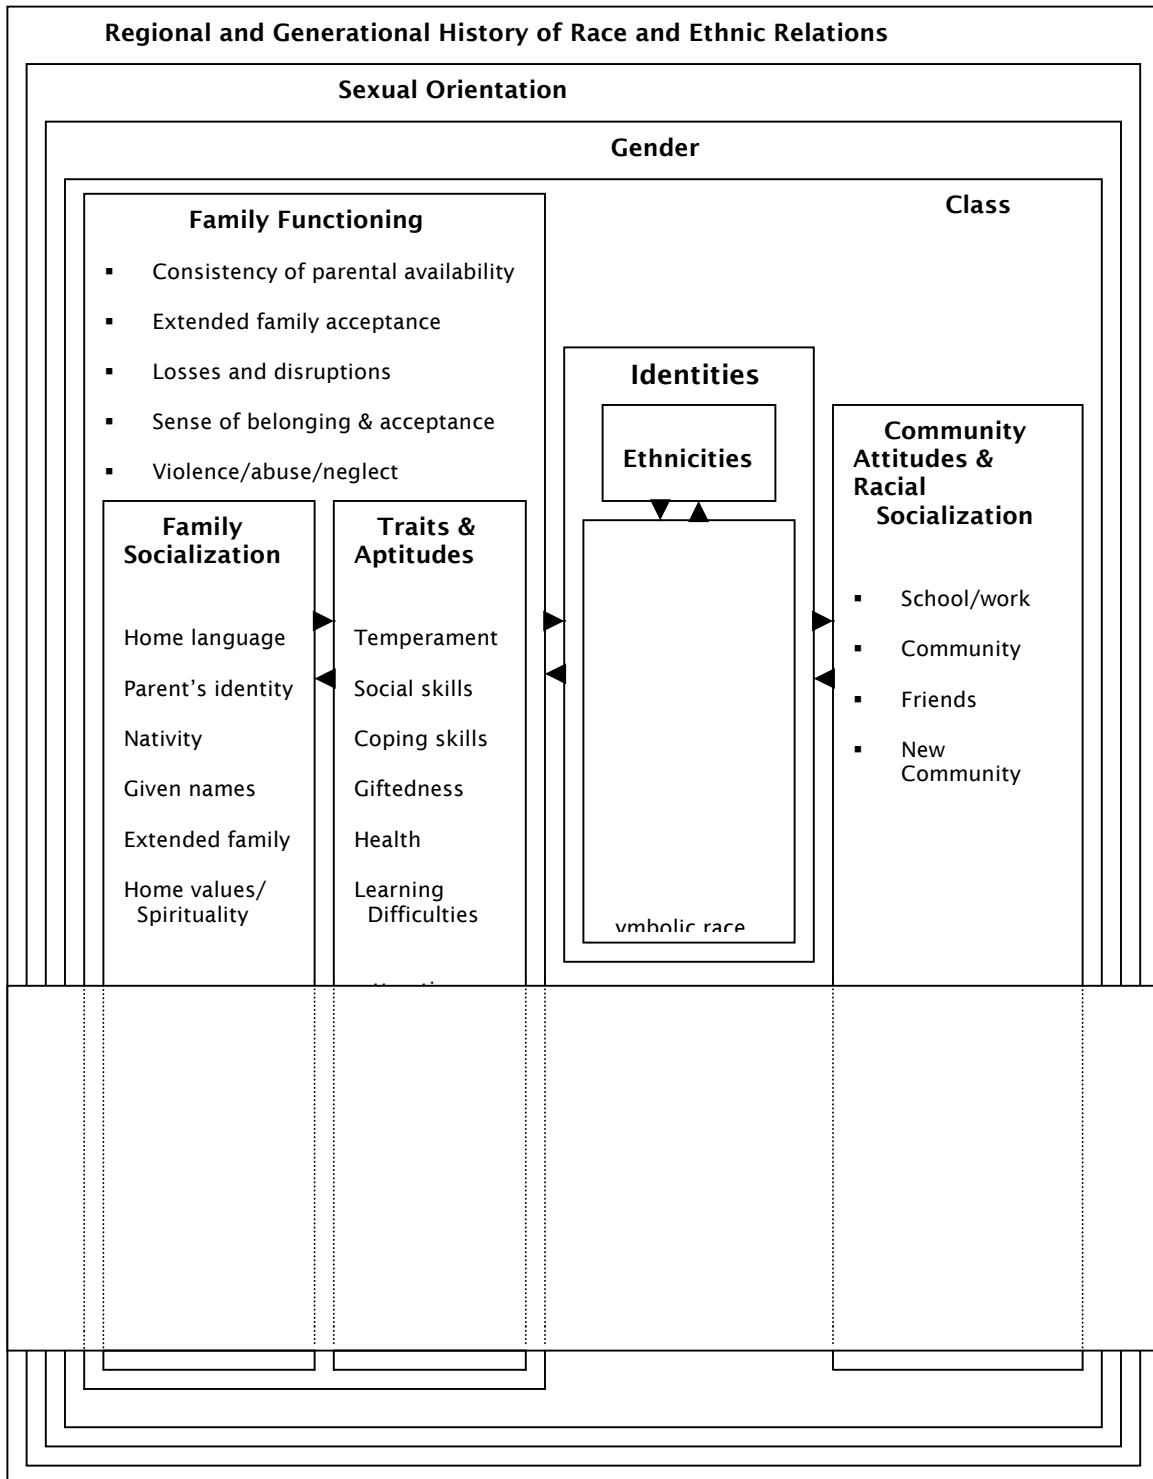 Regional and Generational History of Race and Ethnic Relations
Sexual Orientation
Gender
Class
Family Functioning
▪ Consistency of parental availability
▪ Extended family acceptance
▪ Losses and disruptions
▪ Sense of belonging & acceptance
▪ Violence/abuse/neglect
Family
Socialization
Home language
Parent's identity
Nativity
Given names
Extended family
Home values/
Spirituality
Traits &
Aptitudes
Temperament
Social skills
Coping skills
Giftedness
Health
Learning
Difficulties
Identities
Ethnicities
ymbolic race
Community
Attitudes &
Racial
Socialization
▪ School/work
▪ Community
▪ Friends
▪ New
Community